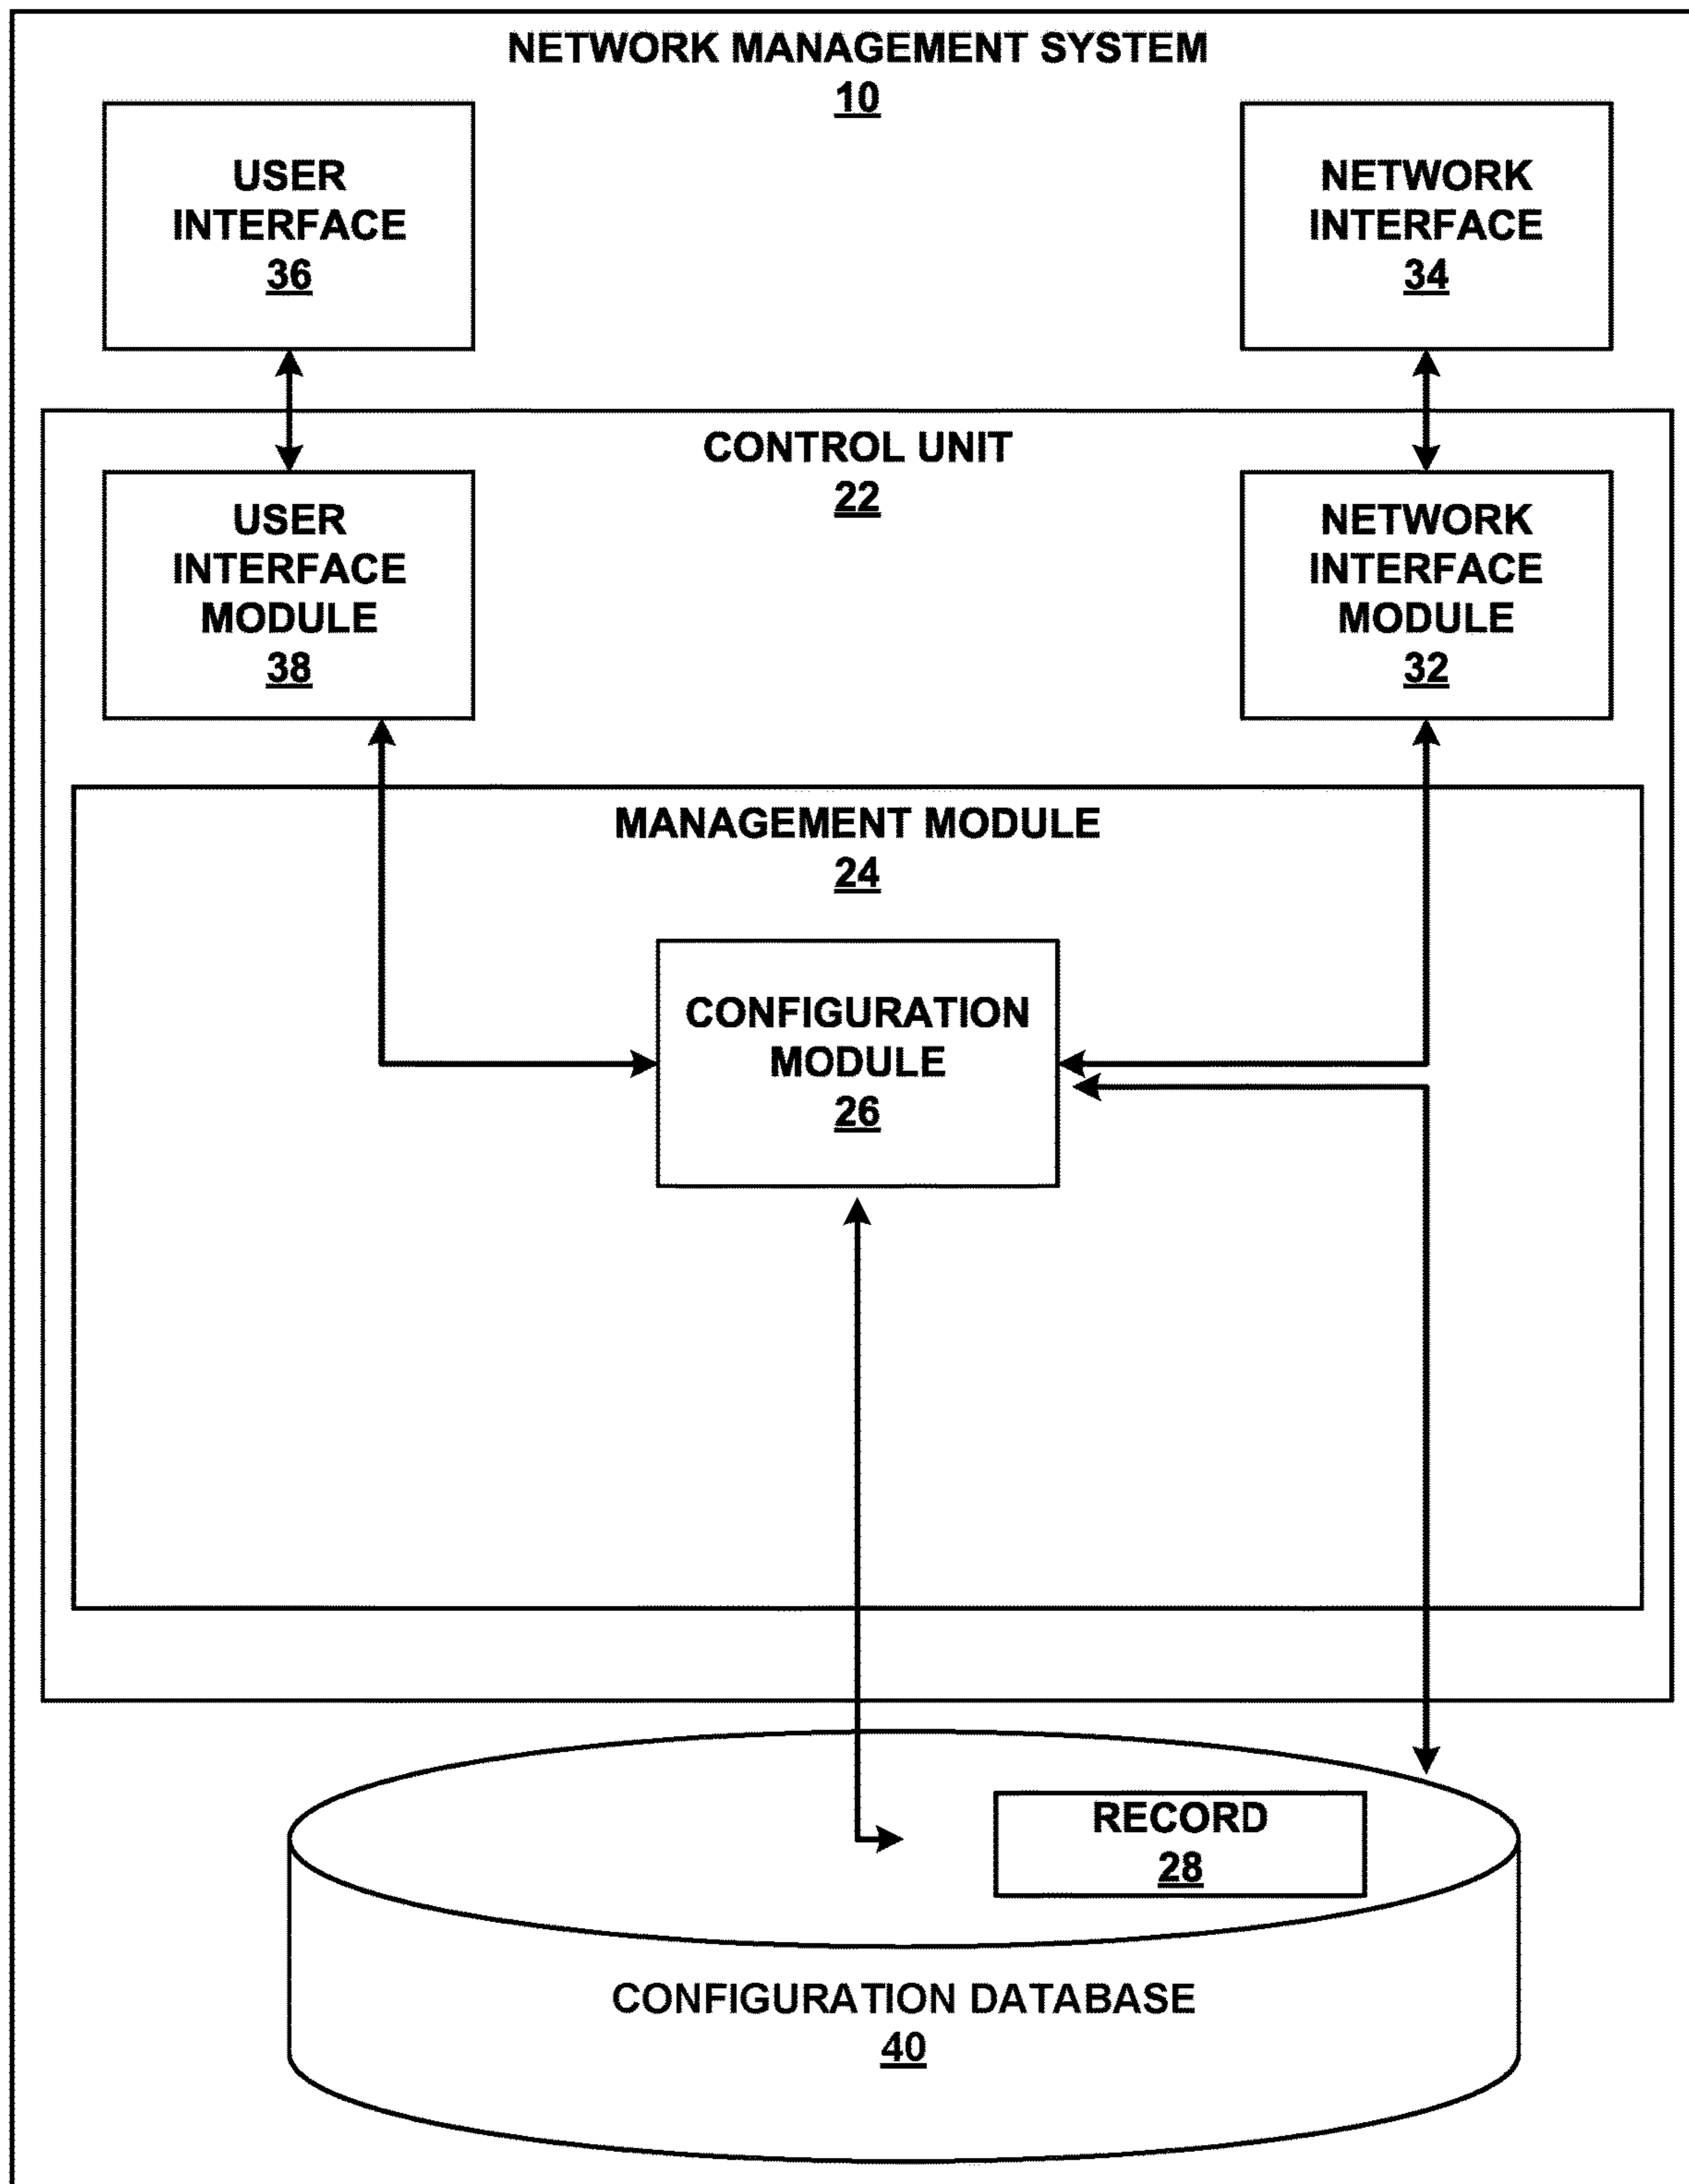 NETWORK MANAGEMENT SYSTEM
10
USER
INTERFACE
36
NETWORK
INTERFACE
34
CONTROL UNIT
22
USER
INTERFACE
MODULE
38
NETWORK
INTERFACE
MODULE
32
MANAGEMENT MODULE
24
CONFIGURATION
MODULE
26
RECORD
28
CONFIGURATION DATABASE
40